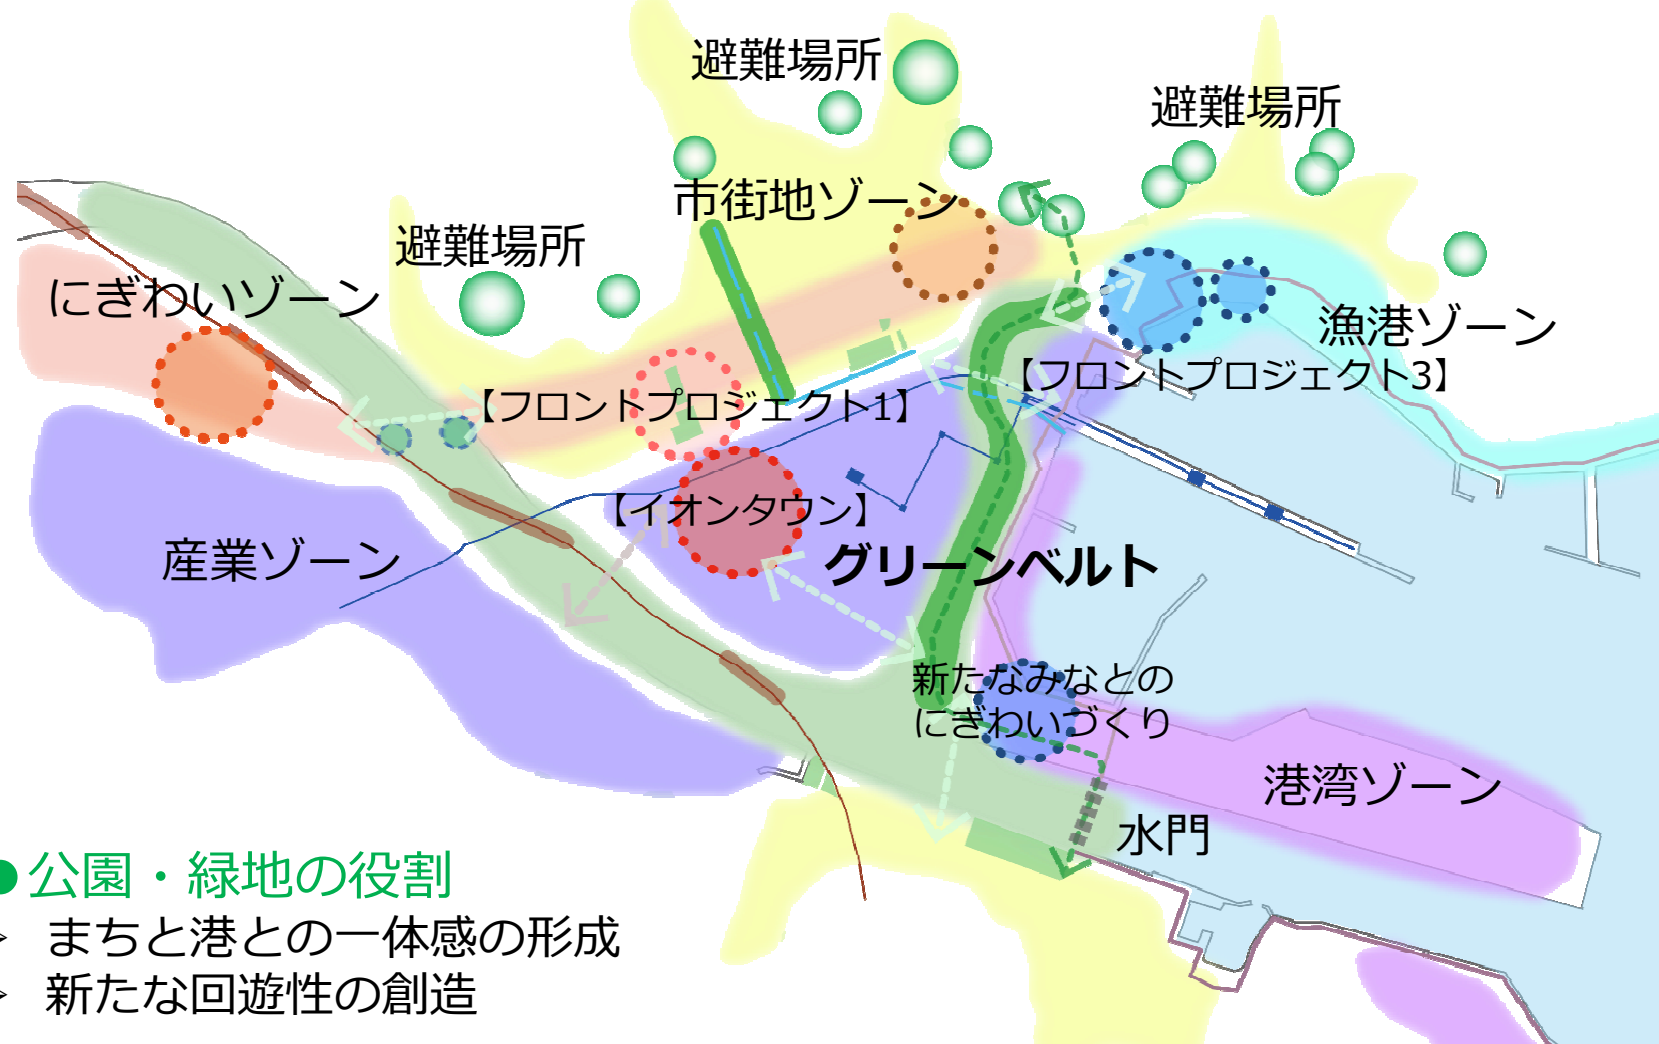 避難場所
避難場所
市街地ゾーン
避難場所
にぎわいゾーン
漁港ゾーン
【フロントプロジェクト3】
【フロントプロジェクト1】
【イオンタウン】
産業ゾーン
グリーンベルト
新たなみなとの
にぎわいづくり
港湾ゾーン
水門
●公園・緑地の役割
➢ まちと港との一体感の形成
➢ 新たな回遊性の創造